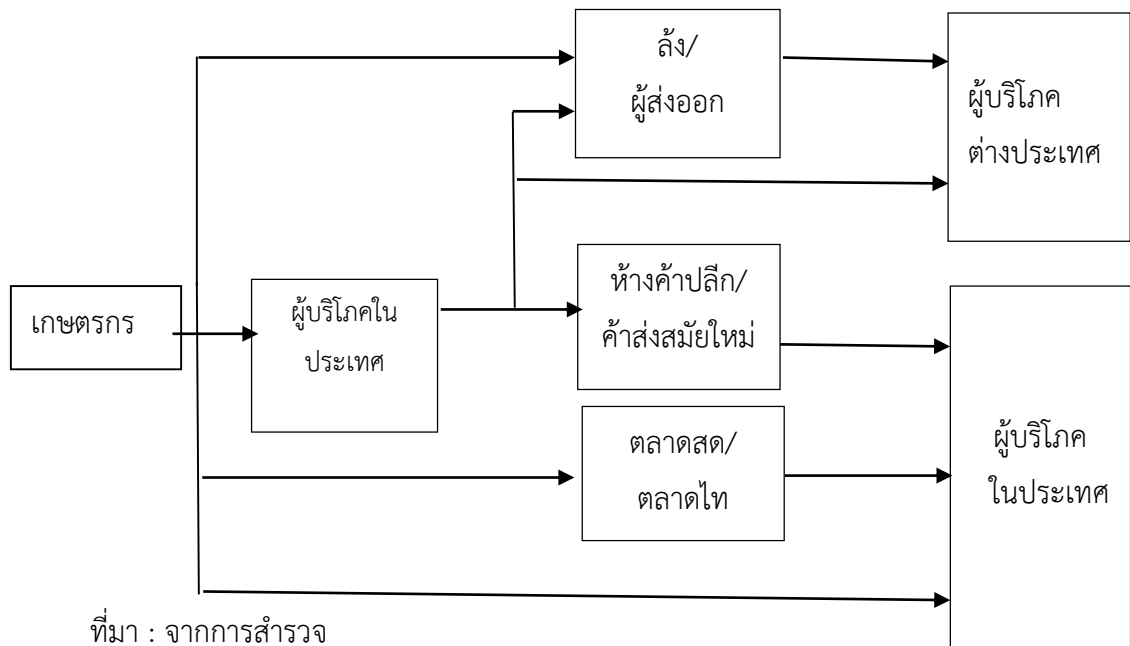 ล้ง/
ผู้ส่งออก
ผู้บริโภค
ต่างประเทศ
เกษตรกร
ผู้บริโภคใน
ประเทศ
ห้างค้าปลีก/
ค้าส่งสมัยใหม่
ตลาดสด/
ตลาดไท
ผู้บริโภค
ในประเทศ
ที่มา : จากการสำรวจ